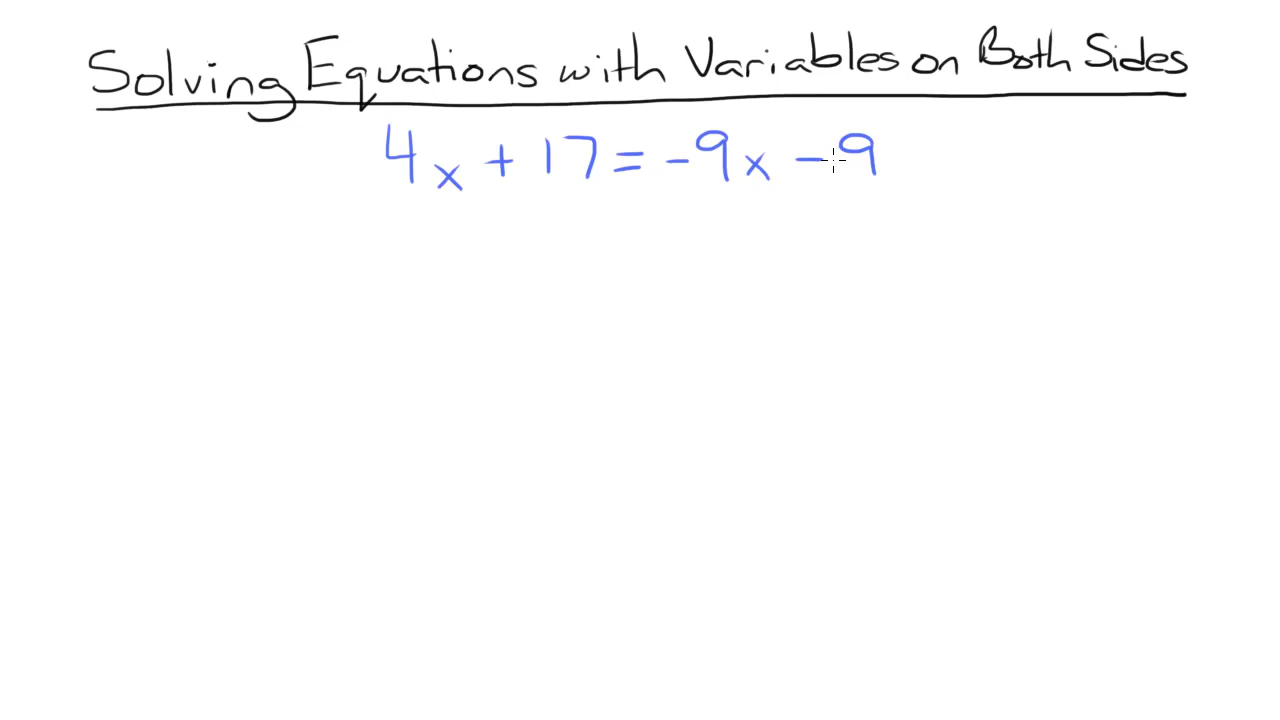 Solving Equations with Variables on Both Sides
4x + 17 = -9x - 9